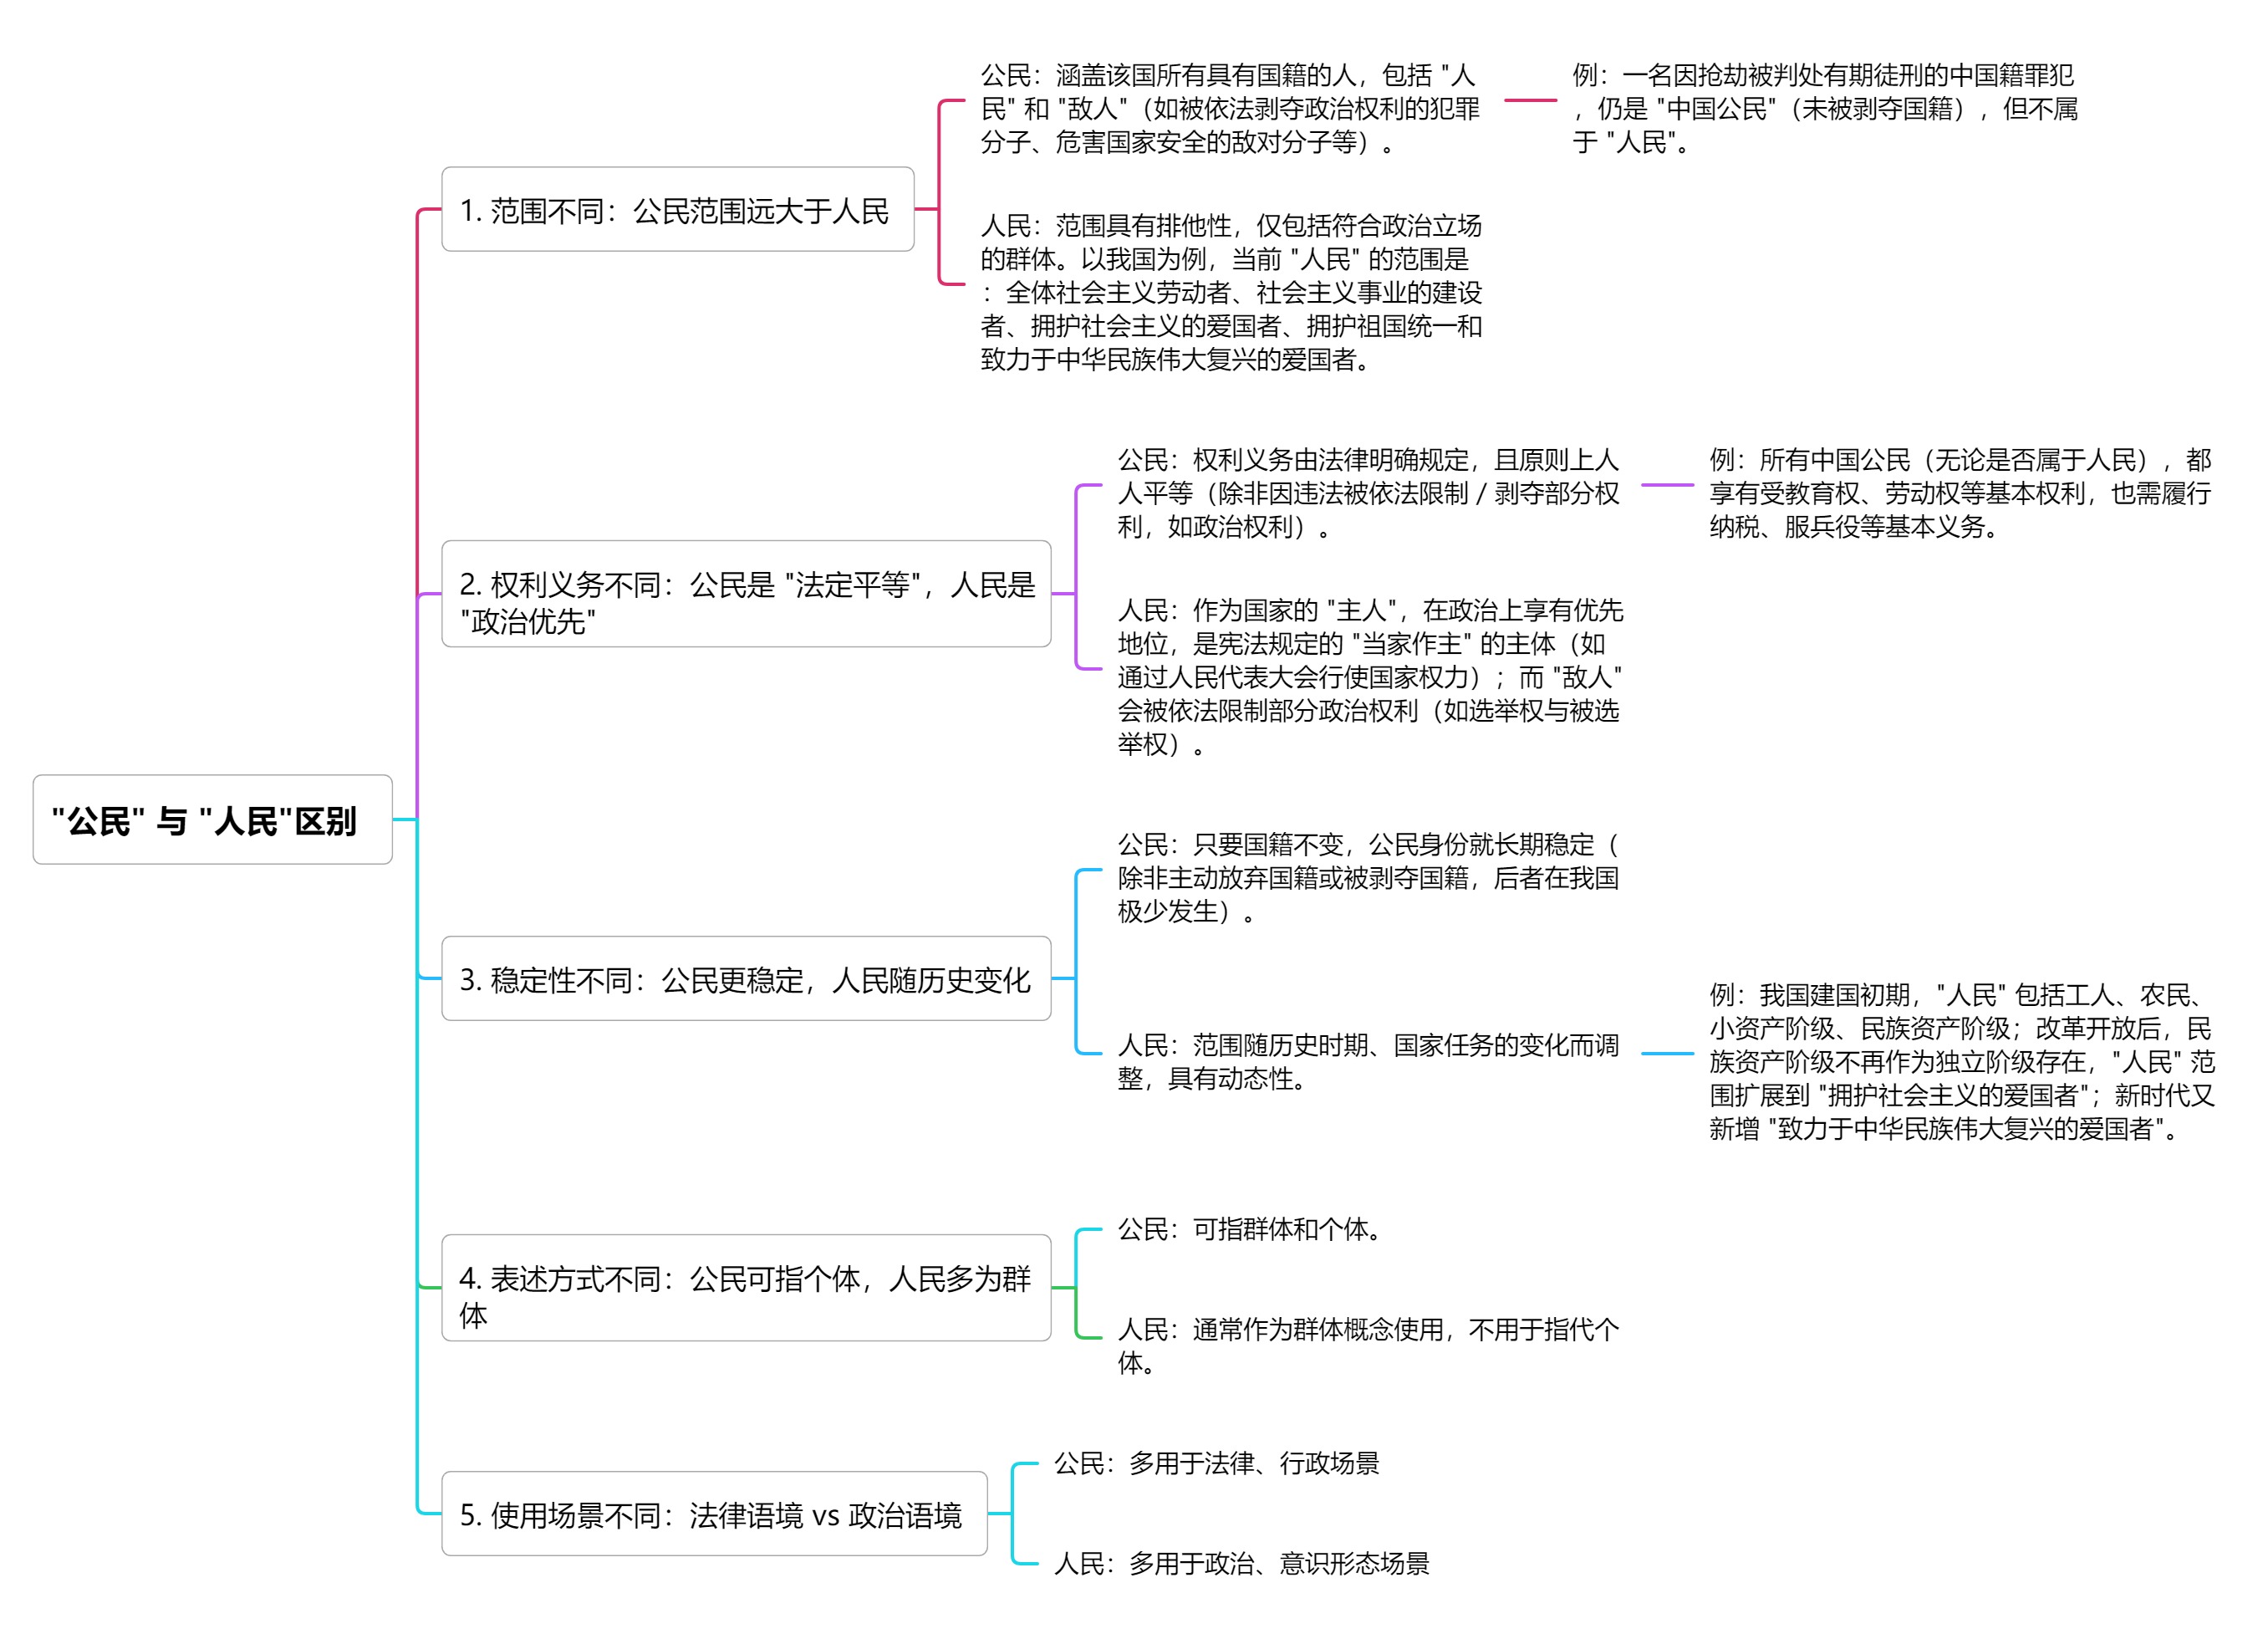 "公民" 与 "人民"区别
1. 范围不同：公民范围远大于人民
公民：涵盖该国所有具有国籍的人，包括 "人
民" 和 "敌人"（如被依法剥夺政治权利的犯罪
分子、危害国家安全的敌对分子等）。
例：一名因抢劫被判处有期徒刑的中国籍罪犯
，仍是 "中国公民"（未被剥夺国籍），但不属
于 "人民"。
人民：范围具有排他性，仅包括符合政治立场
的群体。以我国为例，当前 "人民" 的范围是
：全体社会主义劳动者、社会主义事业的建设
者、拥护社会主义的爱国者、拥护祖国统一和
致力于中华民族伟大复兴的爱国者。
2. 权利义务不同：公民是 "法定平等"，人民是
"政治优先"
公民：权利义务由法律明确规定，且原则上人
人平等（除非因违法被依法限制 / 剥夺部分权
利，如政治权利）。
例：所有中国公民（无论是否属于人民），都
享有受教育权、劳动权等基本权利，也需履行
纳税、服兵役等基本义务。
人民：作为国家的 "主人"，在政治上享有优先
地位，是宪法规定的 "当家作主" 的主体（如
通过人民代表大会行使国家权力）；而 "敌人"
会被依法限制部分政治权利（如选举权与被选
举权）。
3. 稳定性不同：公民更稳定，人民随历史变化
公民：只要国籍不变，公民身份就长期稳定（
除非主动放弃国籍或被剥夺国籍，后者在我国
极少发生）。
人民：范围随历史时期、国家任务的变化而调
整，具有动态性。
例：我国建国初期，"人民" 包括工人、农民、
小资产阶级、民族资产阶级；改革开放后，民
族资产阶级不再作为独立阶级存在，"人民" 范
围扩展到 "拥护社会主义的爱国者"；新时代又
新增 "致力于中华民族伟大复兴的爱国者"。
4. 表述方式不同：公民可指个体，人民多为群
体
公民：可指群体和个体。
人民：通常作为群体概念使用，不用于指代个
体。
5. 使用场景不同：法律语境 vs 政治语境
公民：多用于法律、行政场景
人民：多用于政治、意识形态场景